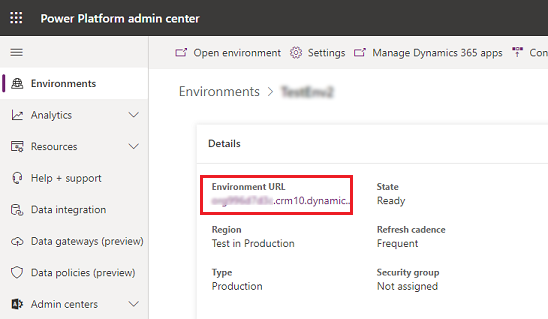 Power Platform admin center
Open environment Settings Manage Dynamics 365 apps Con
Environments
Environments >
Analytics
Details
Resources
Environment URL State
.crm10.dynamic.. Ready
Help + support
Data integration
Region Refresh cadence
Test in Production Frequent
Data gateways (preview)
Data policies (preview)
Type Security group
Production Not assigned
Admin centers